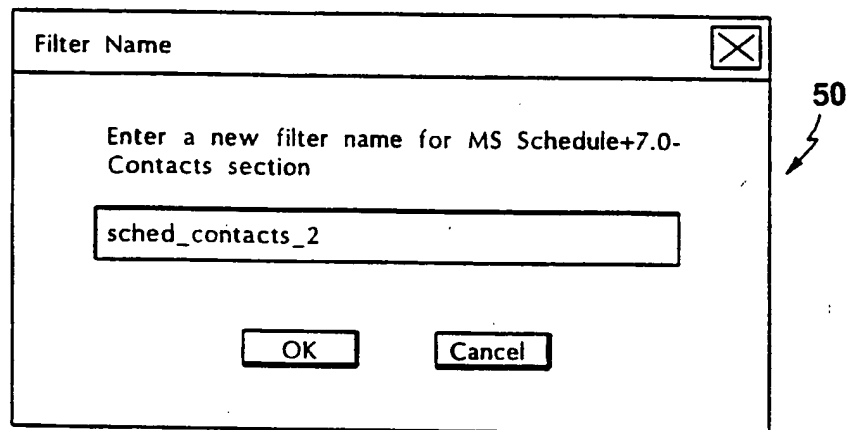 Filter Name
50
Enter a new filter name for MS Schedule+7.0-
Contacts section
sched_contacts_2
OK
Cancel